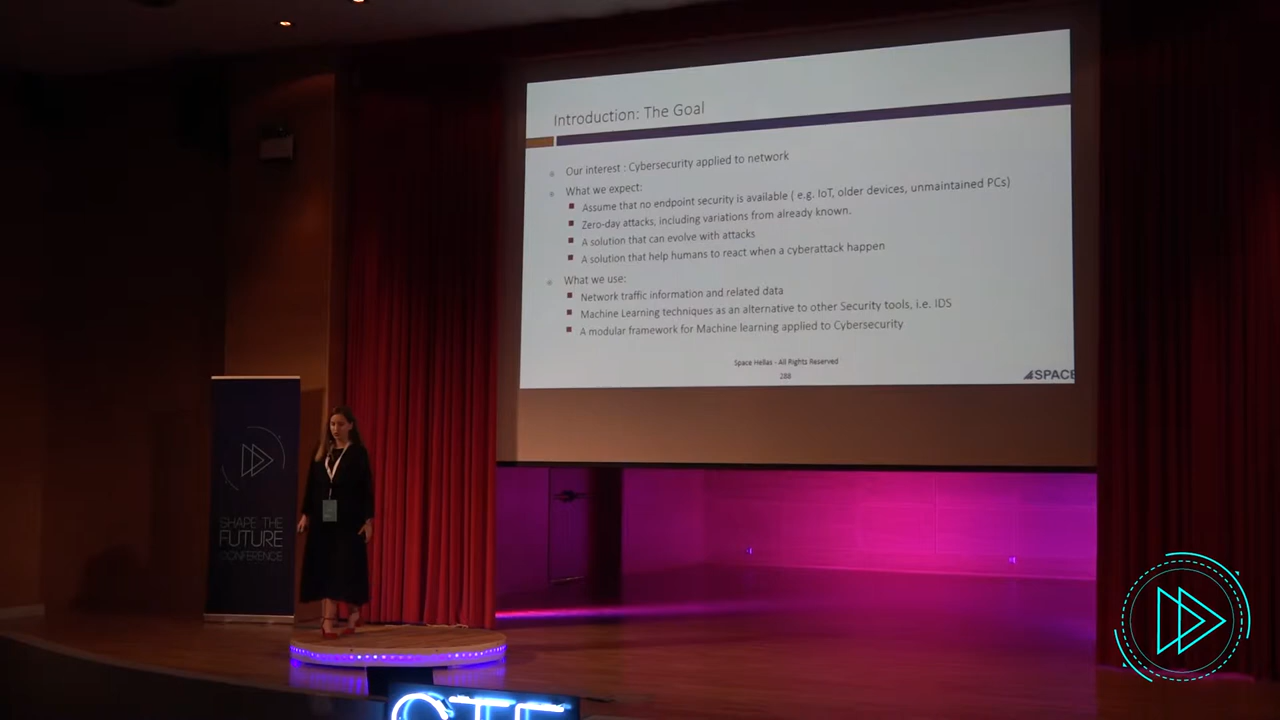 Introduction: The Goal
Our interest : Cybersecurity applied to network
What we expect:
Assume that no endpoint security is available ( e.g. IoT, older devices, unmaintained PCs)
Zero-day attacks, including variations from already known.
A solution that can evolve with attacks
A solution that help humans to react when a cyberattack happen
What we use:
Network traffic information and related data
Machine Learning techniques as an alternative to other Security tools, i.e. IDS
A modular framework for Machine learning applied to Cybersecurity
Space Hellas - All Rights Reserved
288
SPACE
SHAPE THE
FUTURE
CONFERENCE
STF